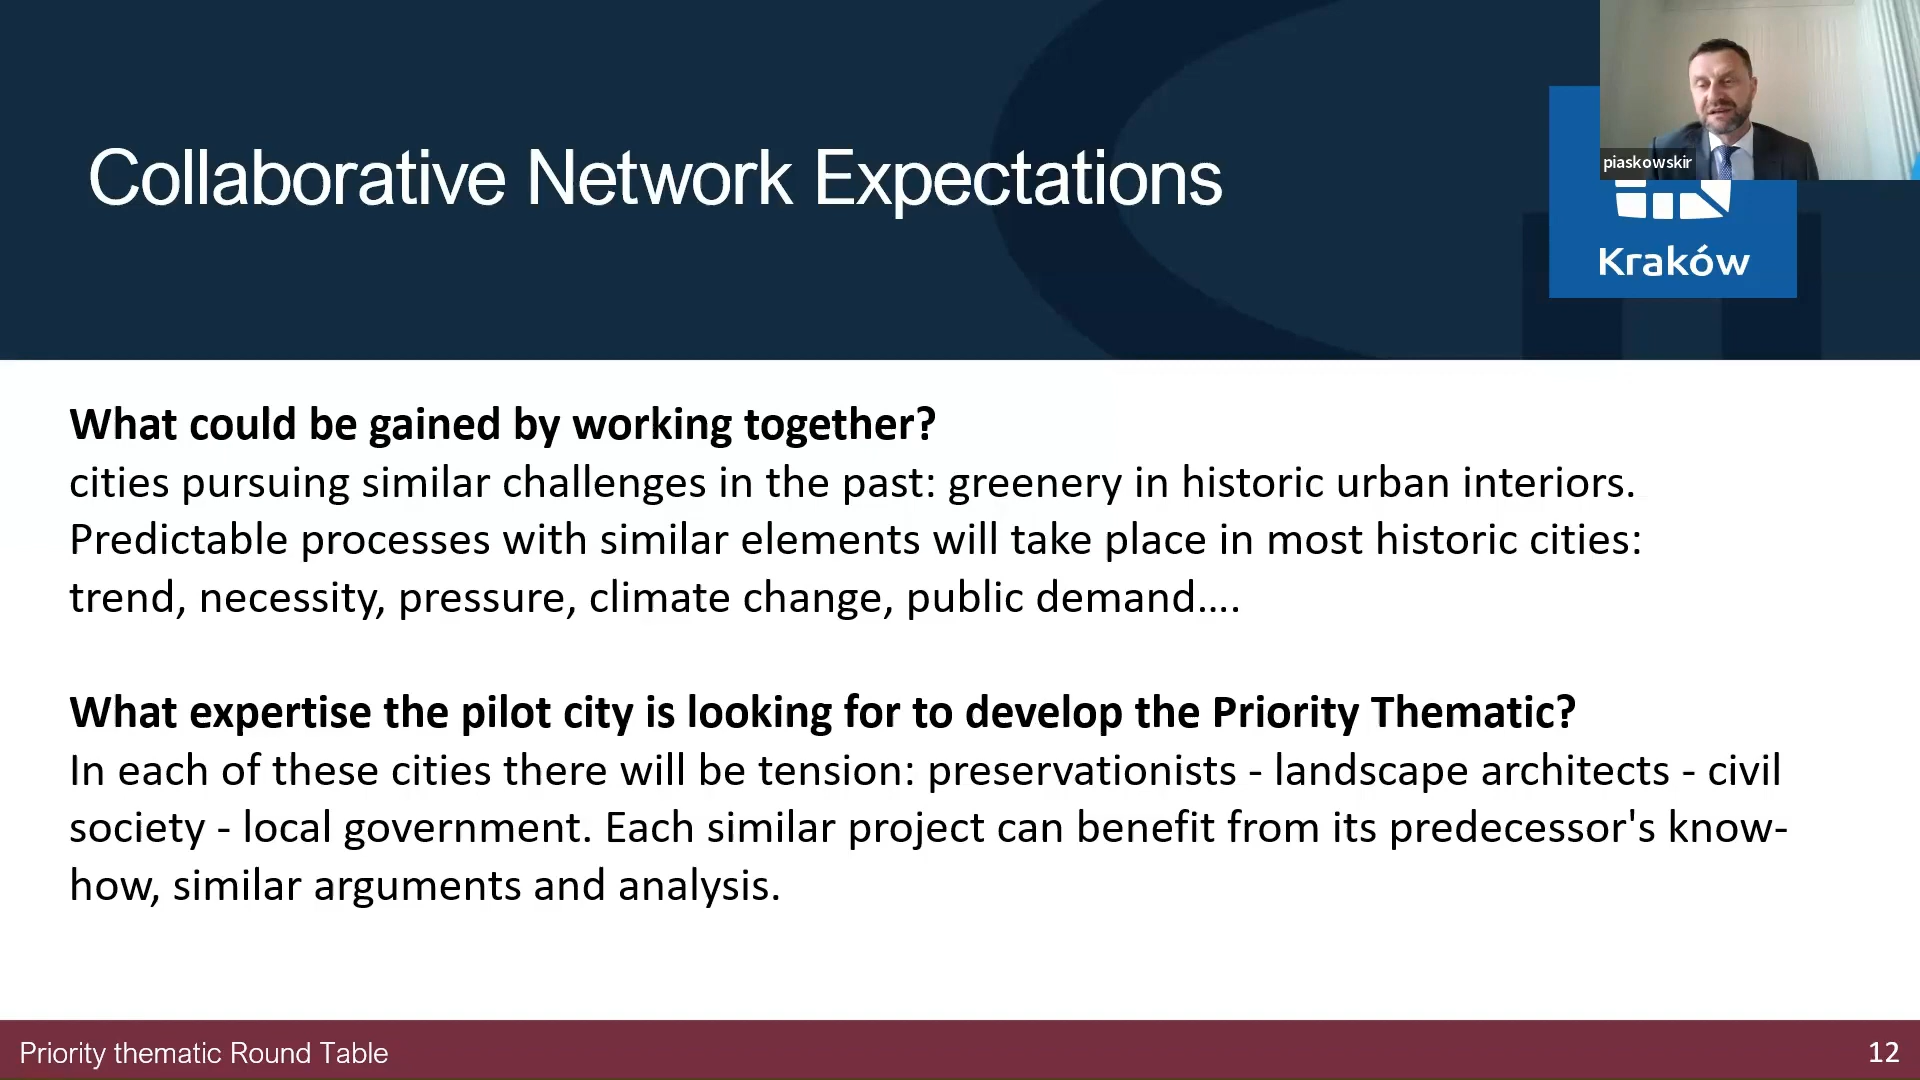 Collaborative Network Expectations
piaskowskir
Kraków
What could be gained by working together?
cities pursuing similar challenges in the past: greenery in historic urban interiors.
Predictable processes with similar elements will take place in most historic cities:
trend, necessity, pressure, climate change, public demand....
What expertise the pilot city is looking for to develop the Priority Thematic?
In each of these cities there will be tension: preservationists - landscape architects - civil
society - local government. Each similar project can benefit from its predecessor's know-
how, similar arguments and analysis.
Priority thematic Round Table
12